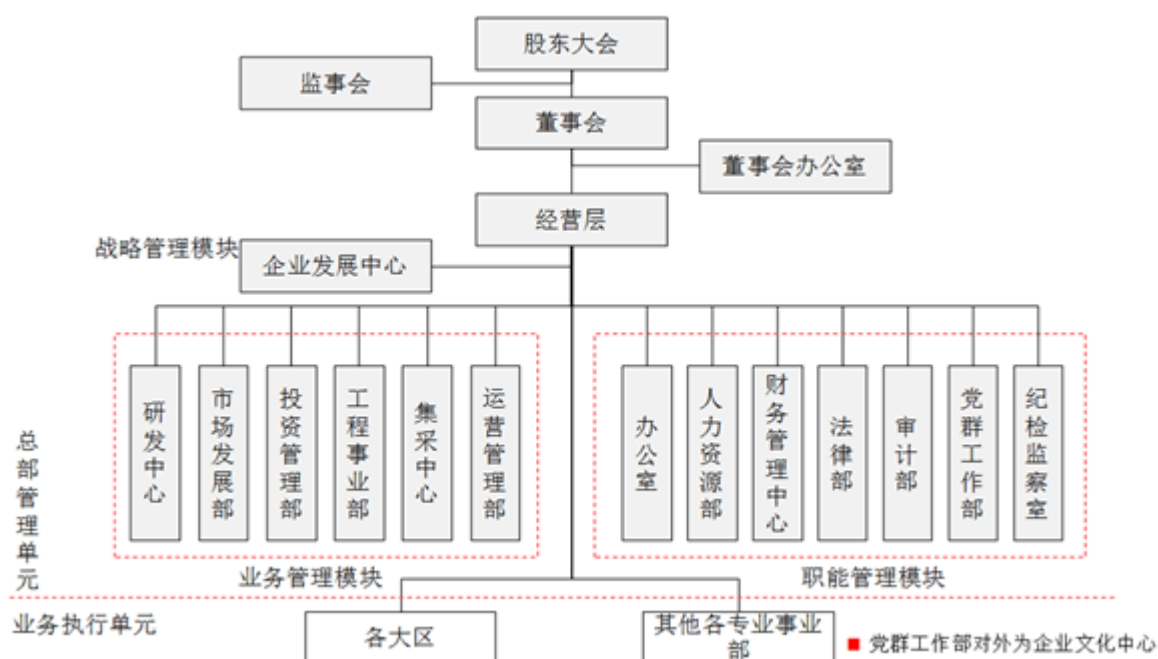 股东大会
监事会
董事会
董事会办公室
经营层
战略管理模块
企业发展中心
研发中心
市场发展部
投资管理部
工程事业部
集采中心
运营管理部
办公室
人力资源部
财务管理中心
法律部
审计部
党群工作部
纪检监察室
总部管理单元
业务管理模块
职能管理模块
业务执行单元
各大区
其他各专业事业
部
党群工作部对外为企业文化中心